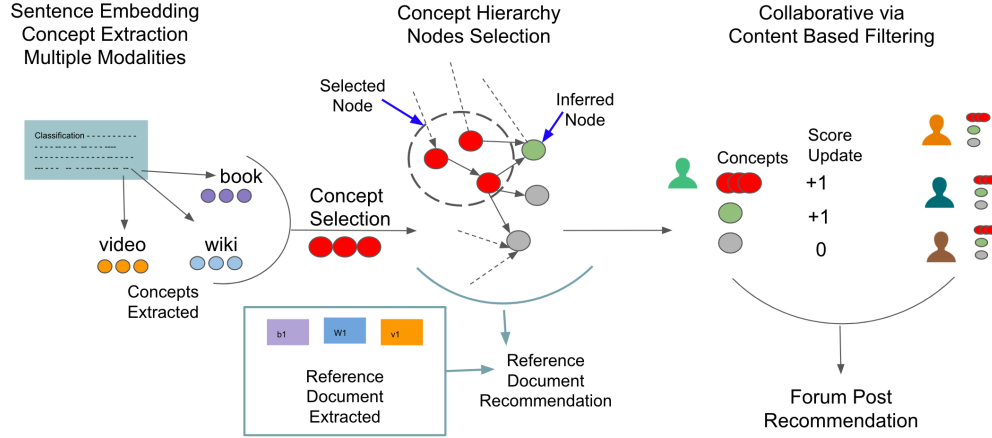 Sentence Embedding
Concept Extraction
Multiple Modalities
Concept Hierarchy
Nodes Selection
Collaborative via
Content Based Filtering
Classification
book
video
wiki
Concepts
Extracted
Concept
Selection
Selected
Node
Inferred
Node
Concepts
Score
Update
+1
+1
0
b1
W1
v1
Reference
Document
Extracted
Reference
Document
Recommendation
Forum Post
Recommendation